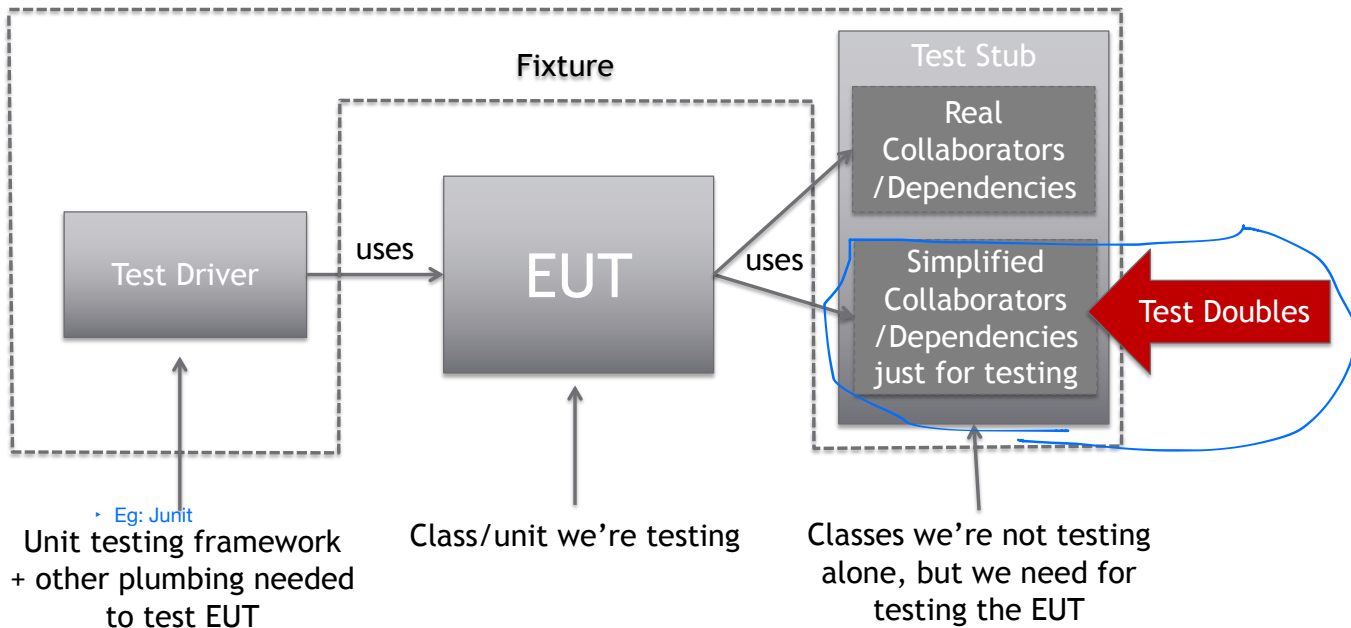 Fixture
Test Stub
Real
Collaborators
/Dependencies
Test Driver
uses
EUT
uses
Simplified
Collaborators
/Dependencies
just for testing
Test Doubles
‣ Eg: Junit
Unit testing framework
+ other plumbing needed
to test EUT
Class/unit we’re testing
Classes we’re not testing
alone, but we need for
testing the EUT